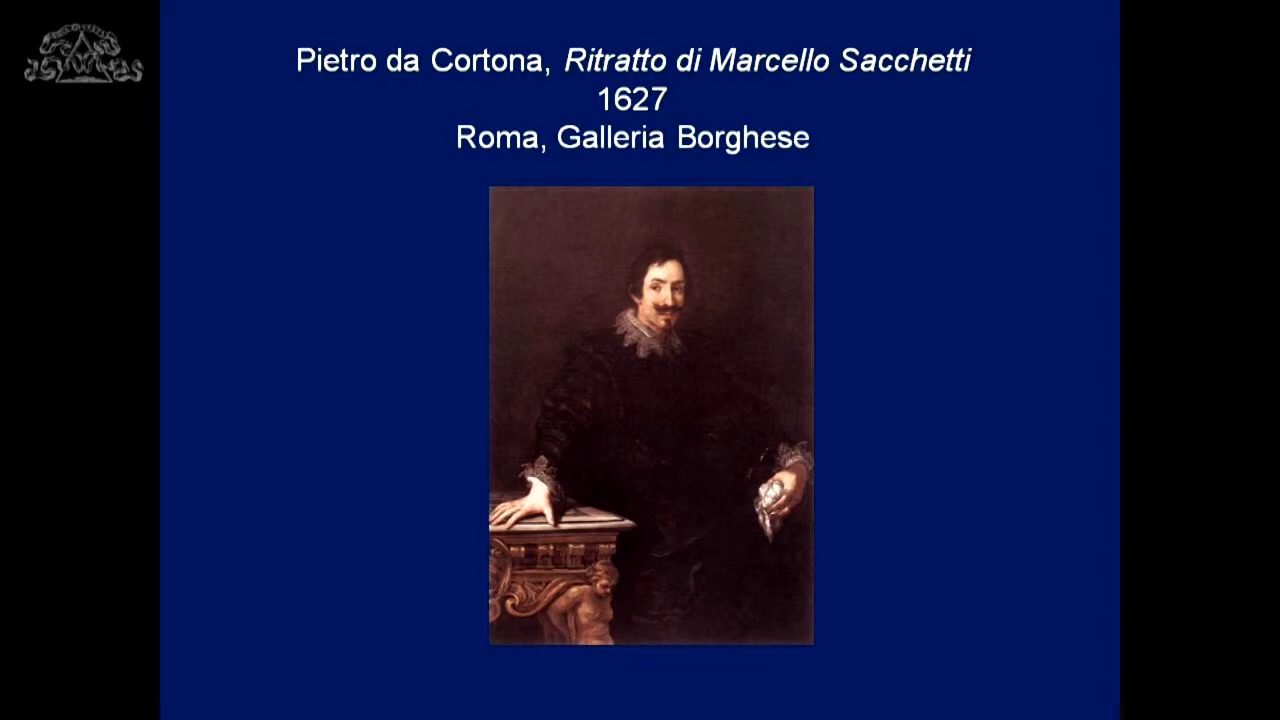 Pietro da Cortona, Ritratto di Marcello Sacchetti
1627
Roma, Galleria Borghese